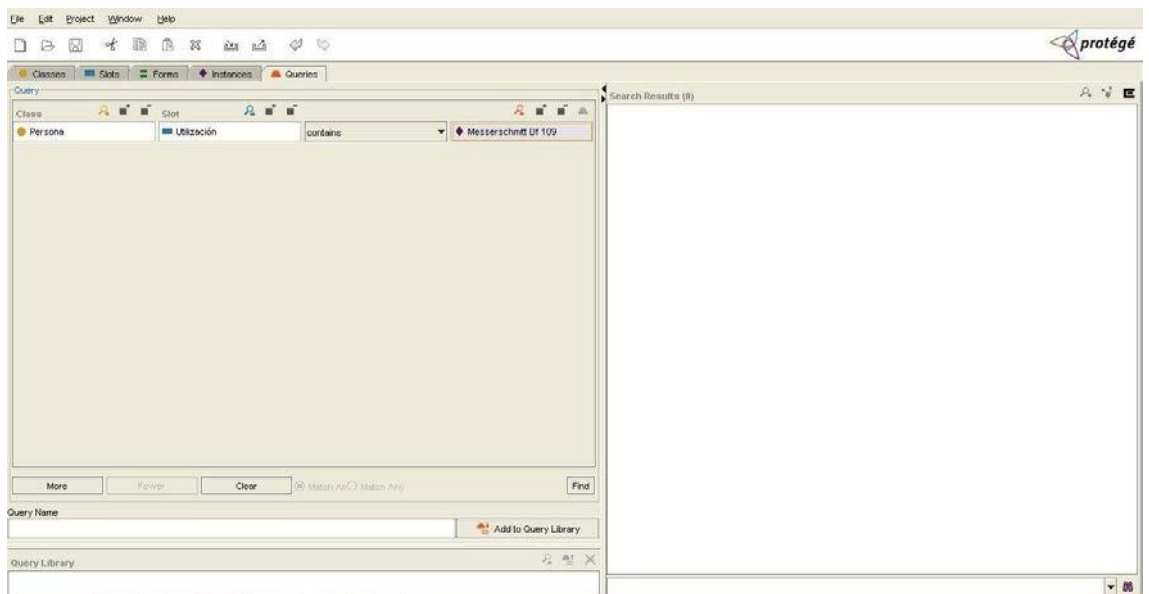 File Edit Project Window Help
protégé
Classes Slots Forms Instances Queries
Query
Search Results (0)
Class Slot
Persona Utilización contains Messerschmitt Bf 109
More Fewer Clear Match All Match Any Find
Query Name
Add to Query Library
Query Library